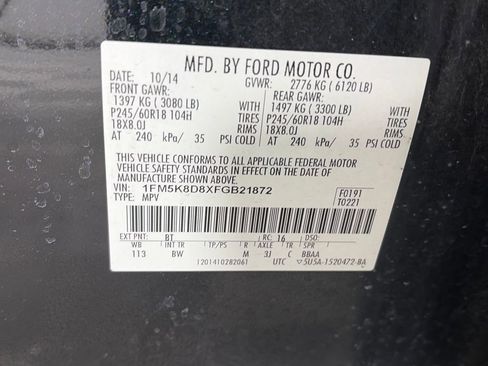 MFD. BY FORD MOTOR CO.
DATE: 10/14 GVWR: 2776 KG ( 6120 LB)
FRONT GAWR: REAR GAWR:
1397 KG ( 3080 LB) 1497 KG ( 3300 LB)
P245/60R18 104H TIRES P245/60R18 104H TIRES
18X8.0J RIMS 18X8.0J RIMS
AT 240 kPa/ 35 PSI COLD AT 240 kPa/ 35 PSI COLD
THIS VEHICLE CONFORMS TO ALL APPLICABLE FEDERAL MOTOR
VEHICLE SAFETY STANDARDS IN EFFECT ON THE DATE OF
MANUFACTURE SHOWN ABOVE.
VIN: 1FM5K8D8XFGB21872 F0191
TYPE: MPV T0221
EXT PNT: BT RC: 16 DSO:
WB INT TR TP/PS R AXLE TR SPR
113 BW M 3J C BBAA
1201410282061 UTC 5U5A-1520472-BA